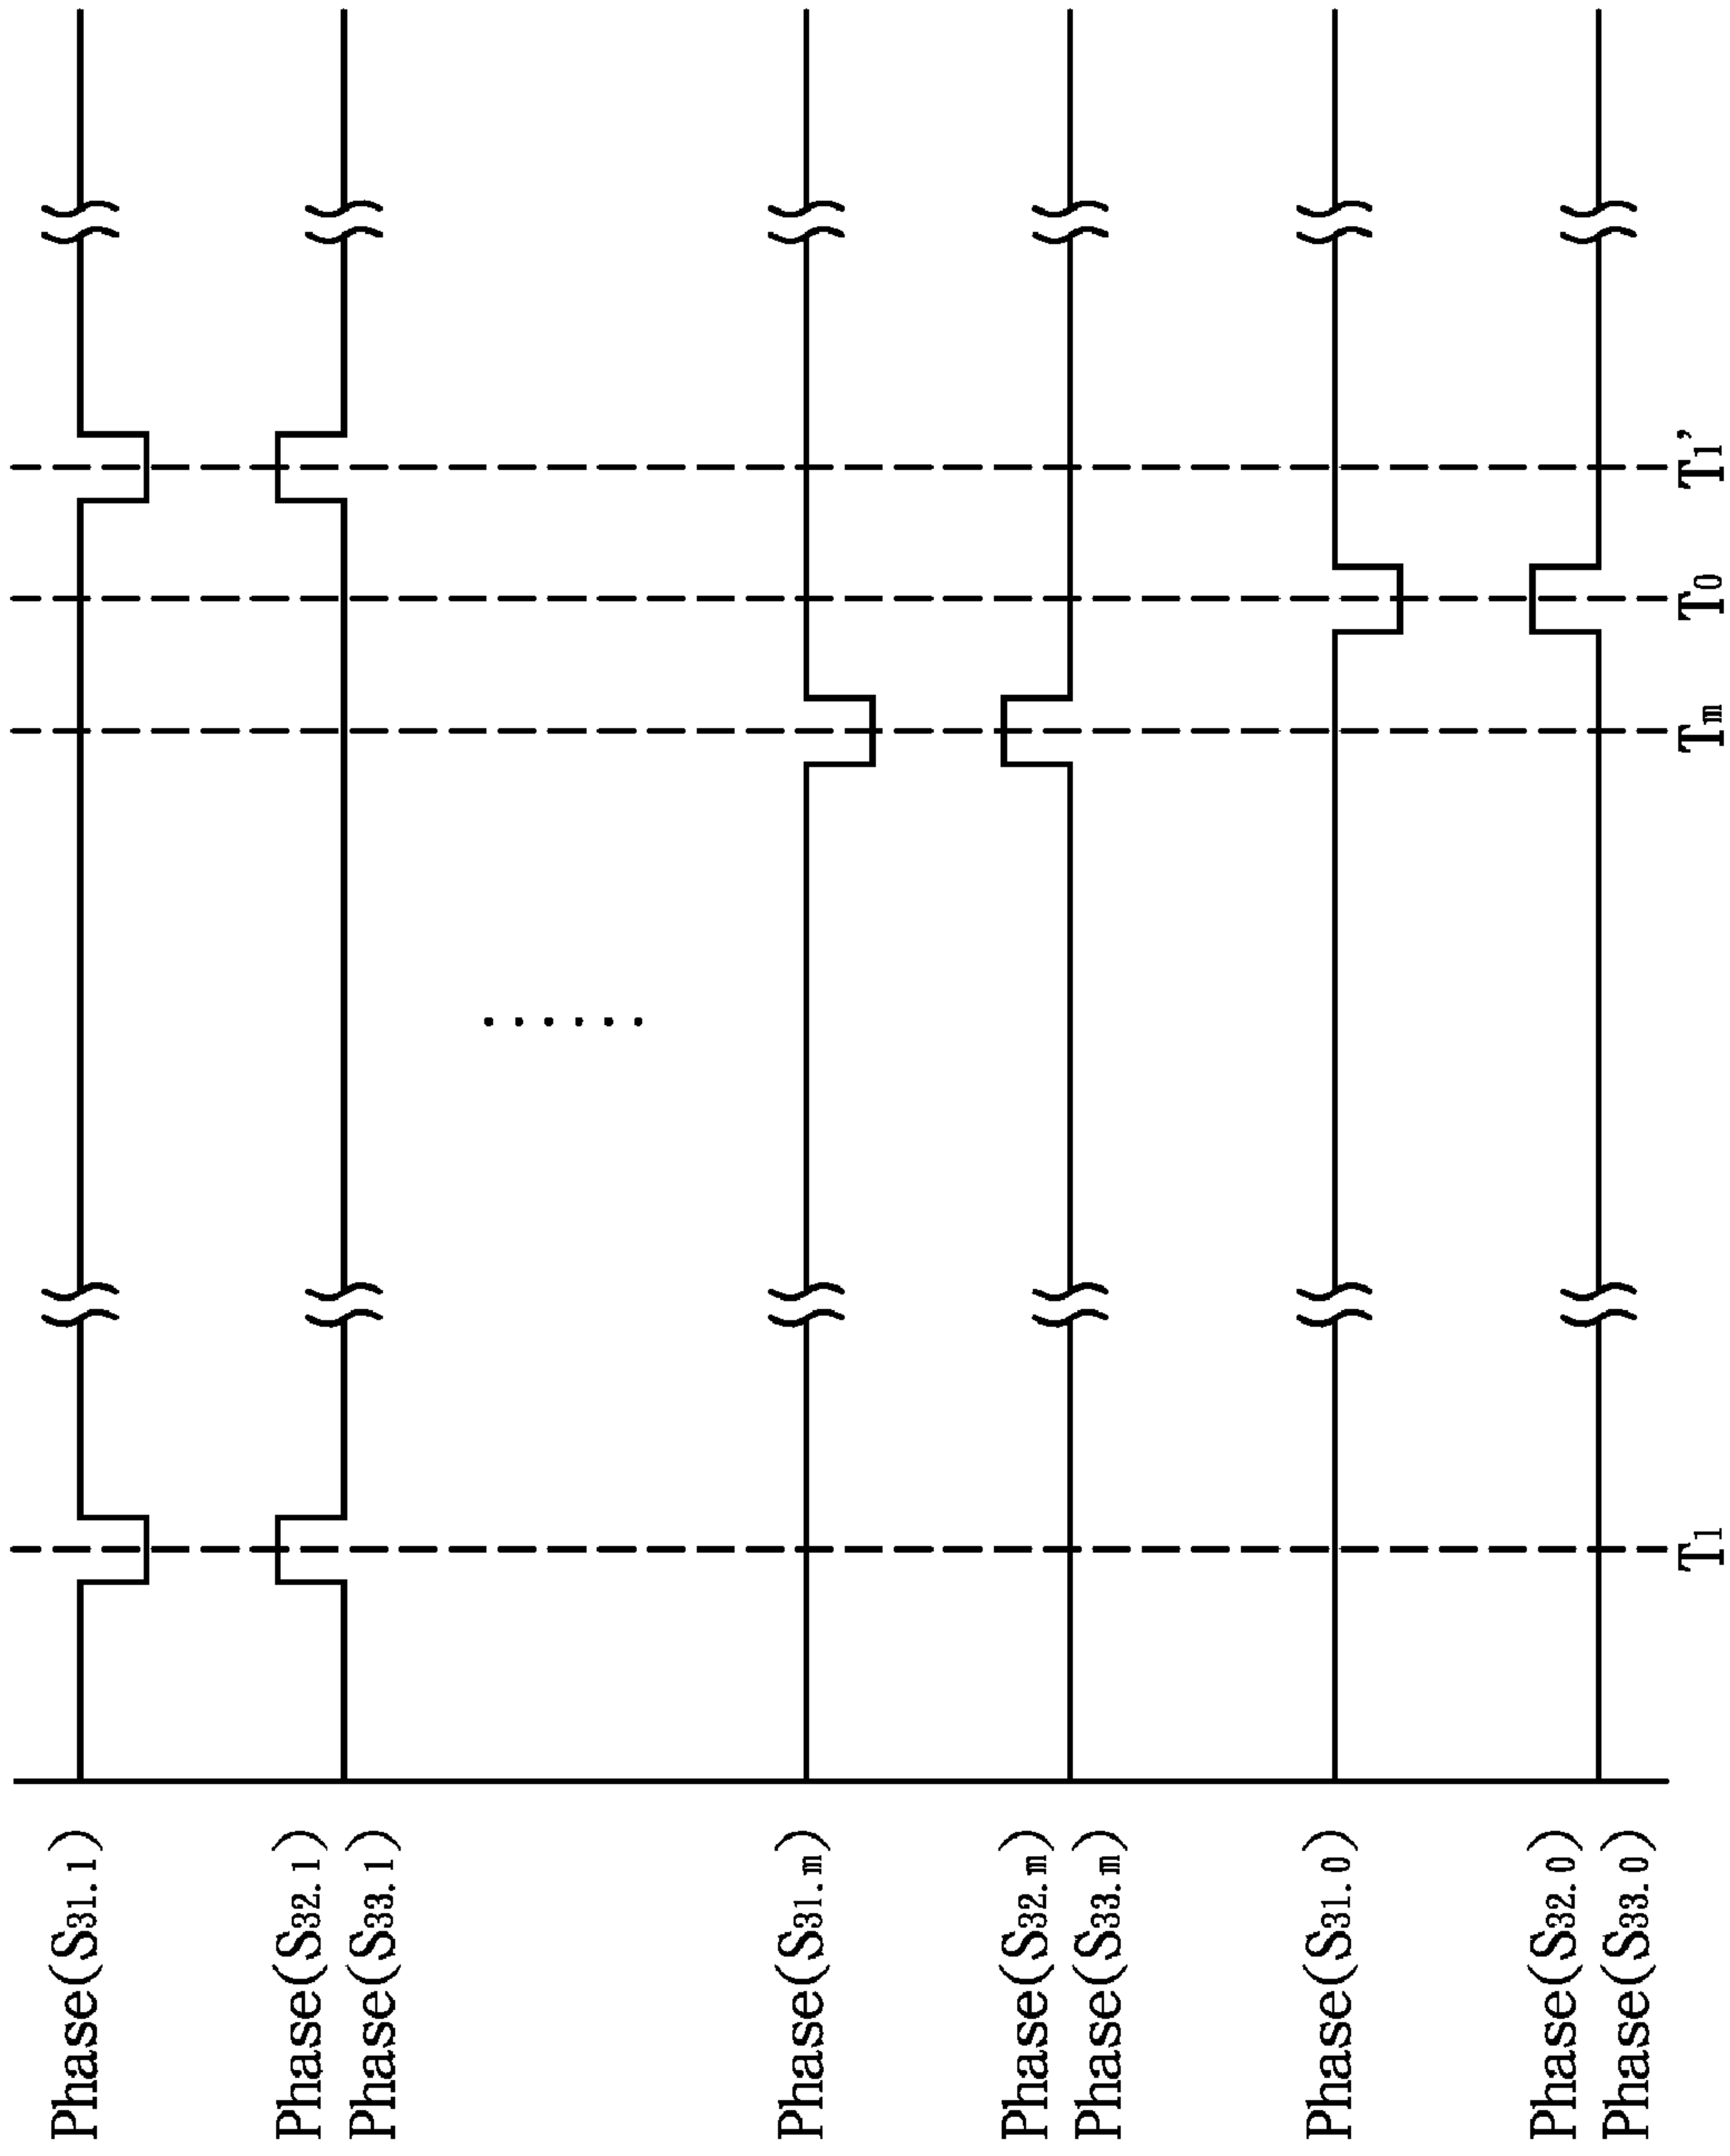 Phase(S31.1)
Phase(S32.1)
Phase(S33.1)
......
Phase(S31.m)
Phase(S32.m)
Phase(S33.m)
Phase(S31.0)
Phase(S32.0)
Phase(S33.0)
T1 Tm T0 T1'